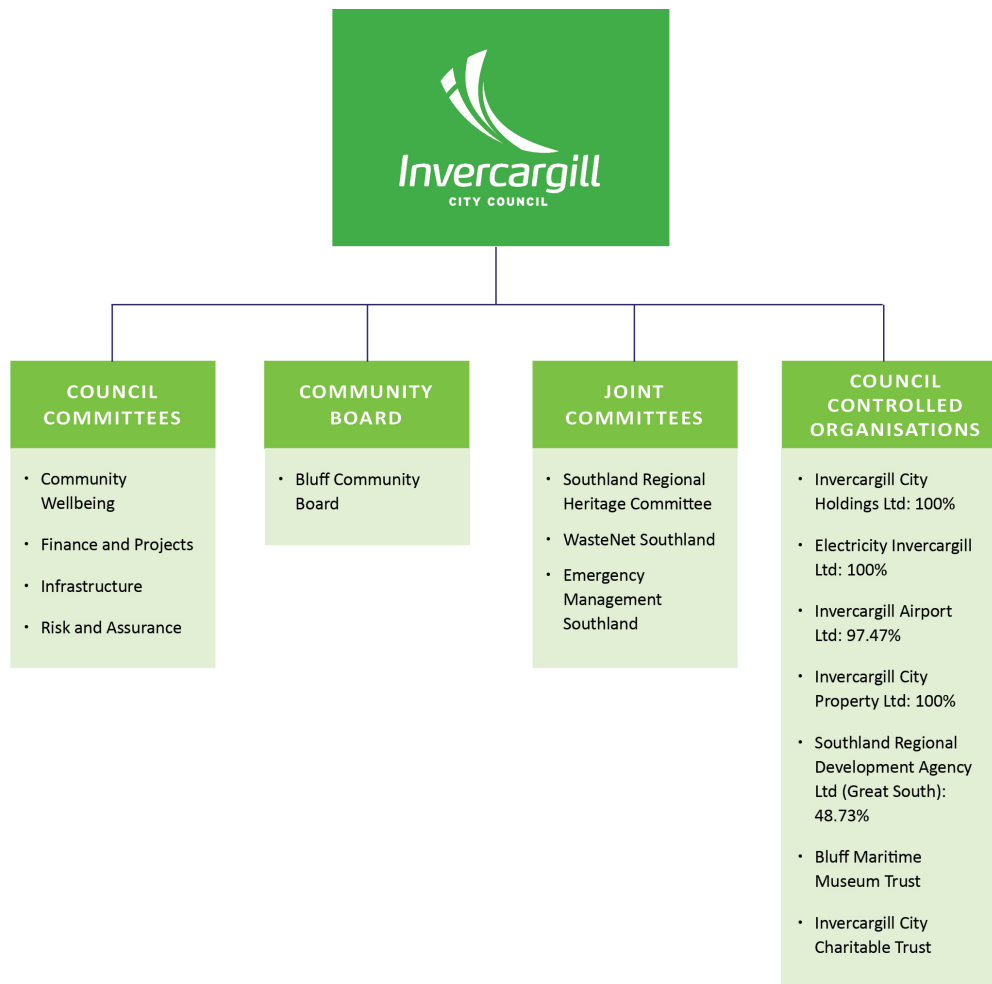 Invercargill
CITY COUNCIL
COUNCIL
COMMITTEES
• Community
Wellbeing
• Finance and Projects
• Infrastructure
• Risk and Assurance
COMMUNITY
BOARD
• Bluff Community
Board
JOINT
COMMITTEES
• Southland Regional
Heritage Committee
• WasteNet Southland
• Emergency
Management
Southland
COUNCIL
CONTROLLED
ORGANISATIONS
• Invercargill City
Holdings Ltd: 100%
• Electricity Invercargill
Ltd: 100%
• Invercargill Airport
Ltd: 97.47%
• Invercargill City
Property Ltd: 100%
• Southland Regional
Development Agency
Ltd (Great South):
48.73%
• Bluff Maritime
Museum Trust
• Invercargill City
Charitable Trust